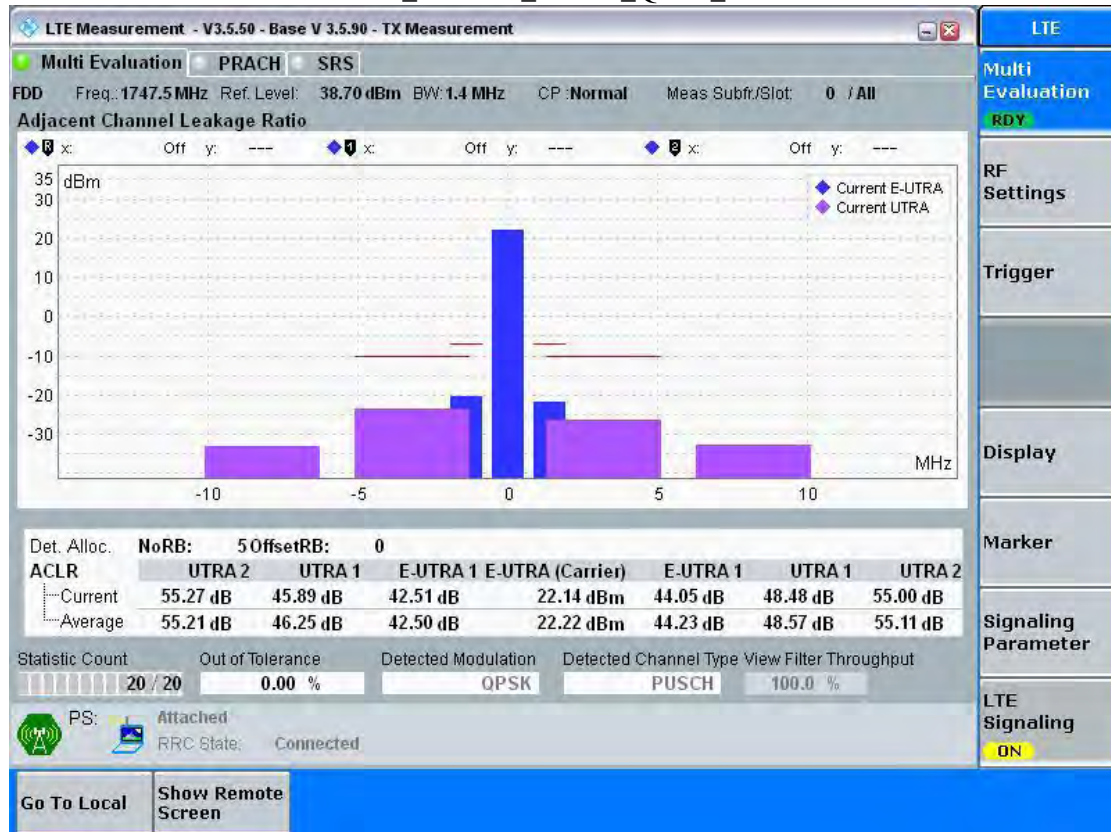 LTE Measurement - V3.5.50 - Base V 3.5.90 - TX Measurement
LTE
Multi Evaluation PRACH SRS
FDD Freq.: 1747.5 MHz Ref. Level: 38.70 dBm BW: 1.4 MHz CP : Normal Meas Subfr./Slot: 0 / All
Adjacent Channel Leakage Ratio
Multi Evaluation
RDY
R x: Off y: --- 1 x: Off y: --- 2 x: Off y: ---
35 dBm
30
20
10
0
-10
-20
-30
Current E-UTRA
Current UTRA
MHz
-10 -5 0 5 10
RF Settings
Trigger
Display
Marker
Det. Alloc. NoRB: 5 OffsetRB: 0
ACLR UTRA 2 UTRA 1 E-UTRA 1 E-UTRA (Carrier) E-UTRA 1 UTRA 1 UTRA 2
Current 55.27 dB 45.89 dB 42.51 dB 22.14 dBm 44.05 dB 48.48 dB 55.00 dB
Average 55.21 dB 46.25 dB 42.50 dB 22.22 dBm 44.23 dB 48.57 dB 55.11 dB
Signaling Parameter
Statistic Count Out of Tolerance Detected Modulation Detected Channel Type View Filter Throughput
20 / 20 0.00 % QPSK PUSCH 100.0 %
PS: Attached
RRC State: Connected
LTE Signaling
ON
Go To Local
Show Remote Screen